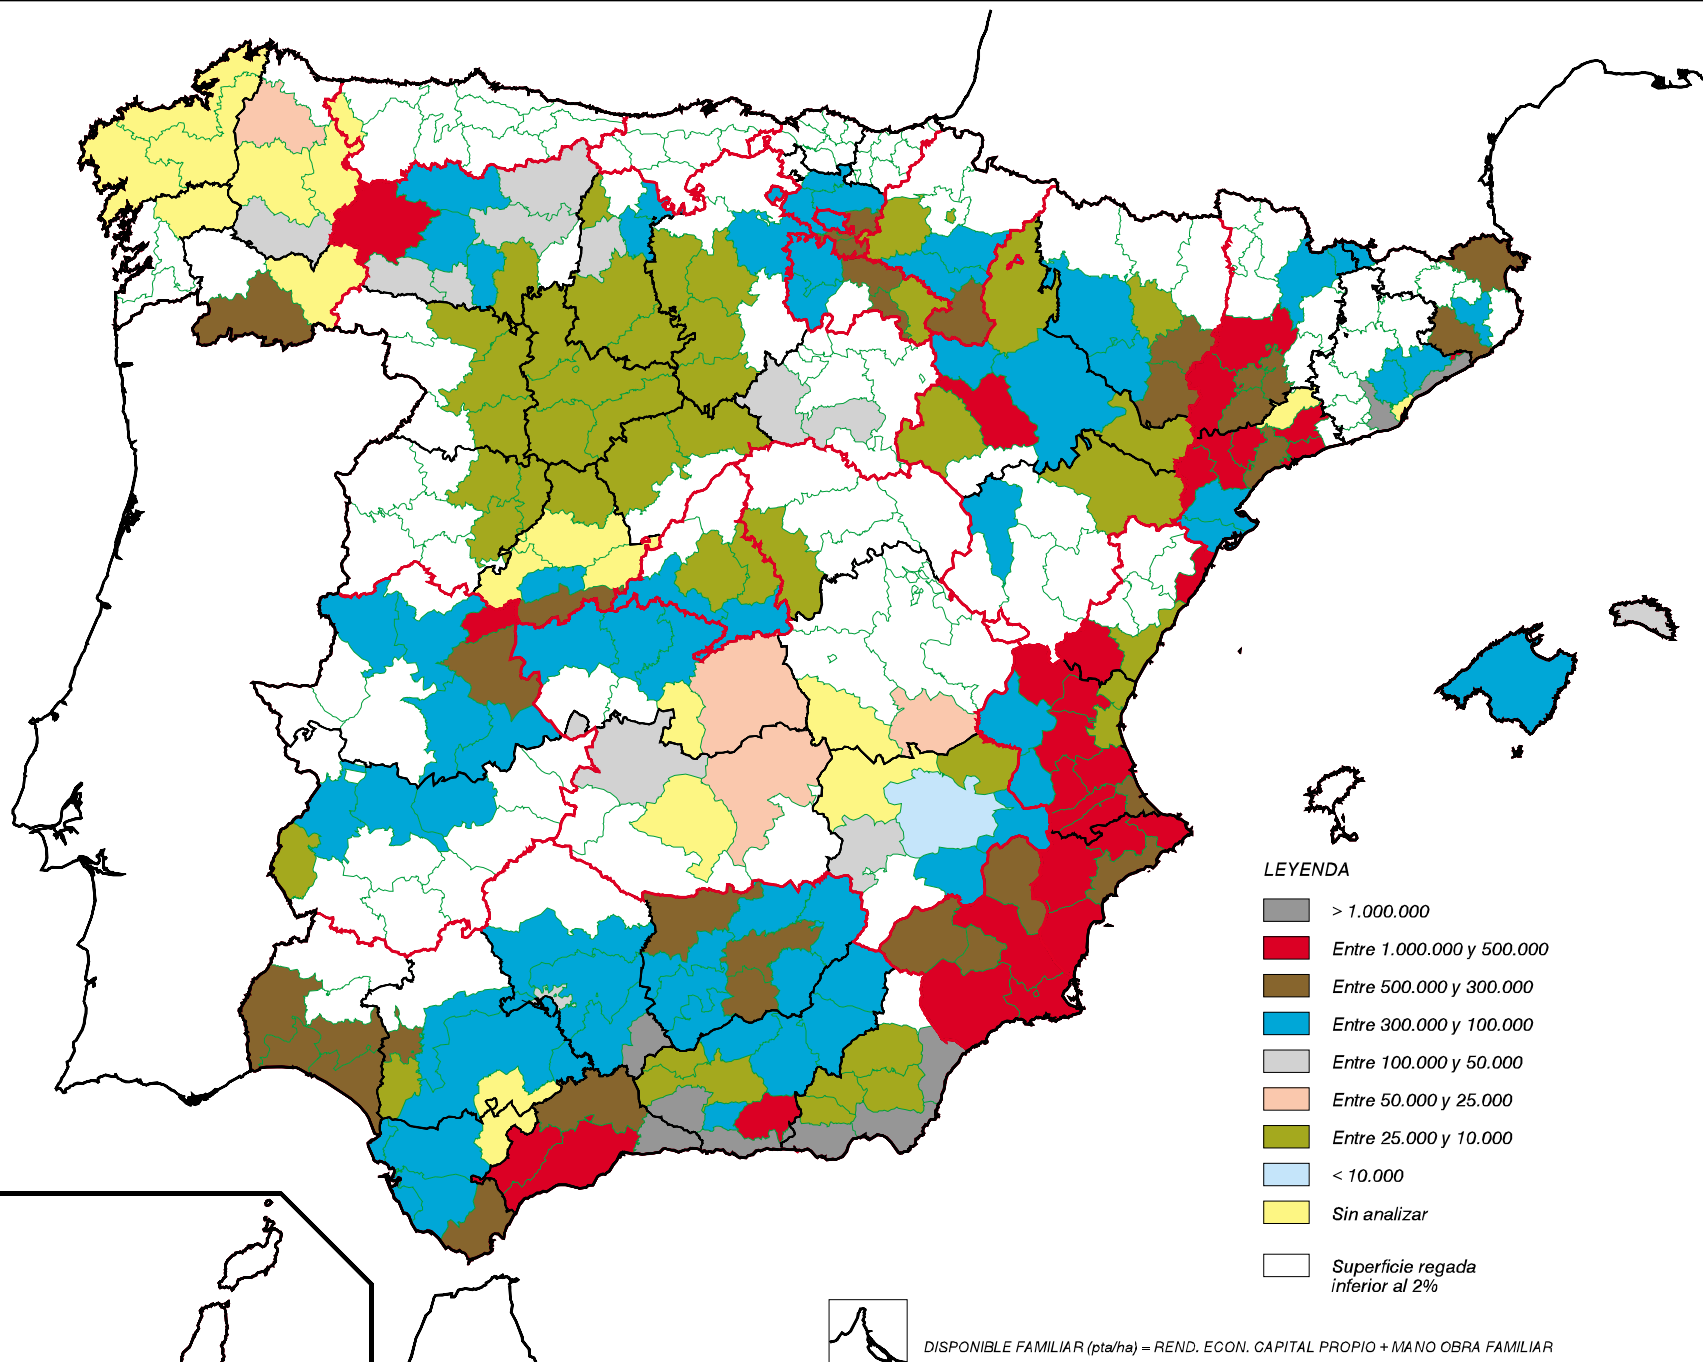 LEYENDA
> 1.000.000
Entre 1.000.000 y 500.000
Entre 500.000 y 300.000
Entre 300.000 y 100.000
Entre 100.000 y 50.000
Entre 50.000 y 25.000
Entre 25.000 y 10.000
< 10.000
Sin analizar
Superficie regada
inferior al 2%
DISPONIBLE FAMILIAR (pta/ha) = REND. ECON. CAPITAL PROPIO + MANO OBRA FAMILIAR